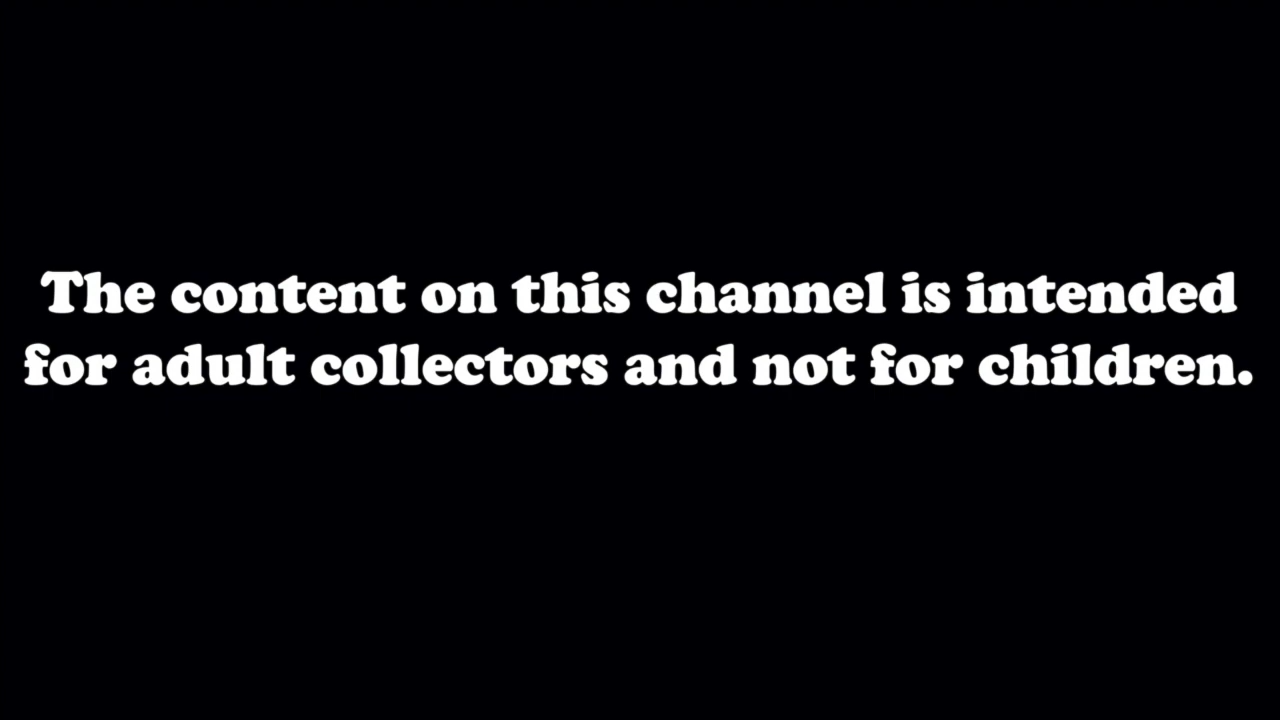 The content on this channel is intended
for adult collectors and not for children.